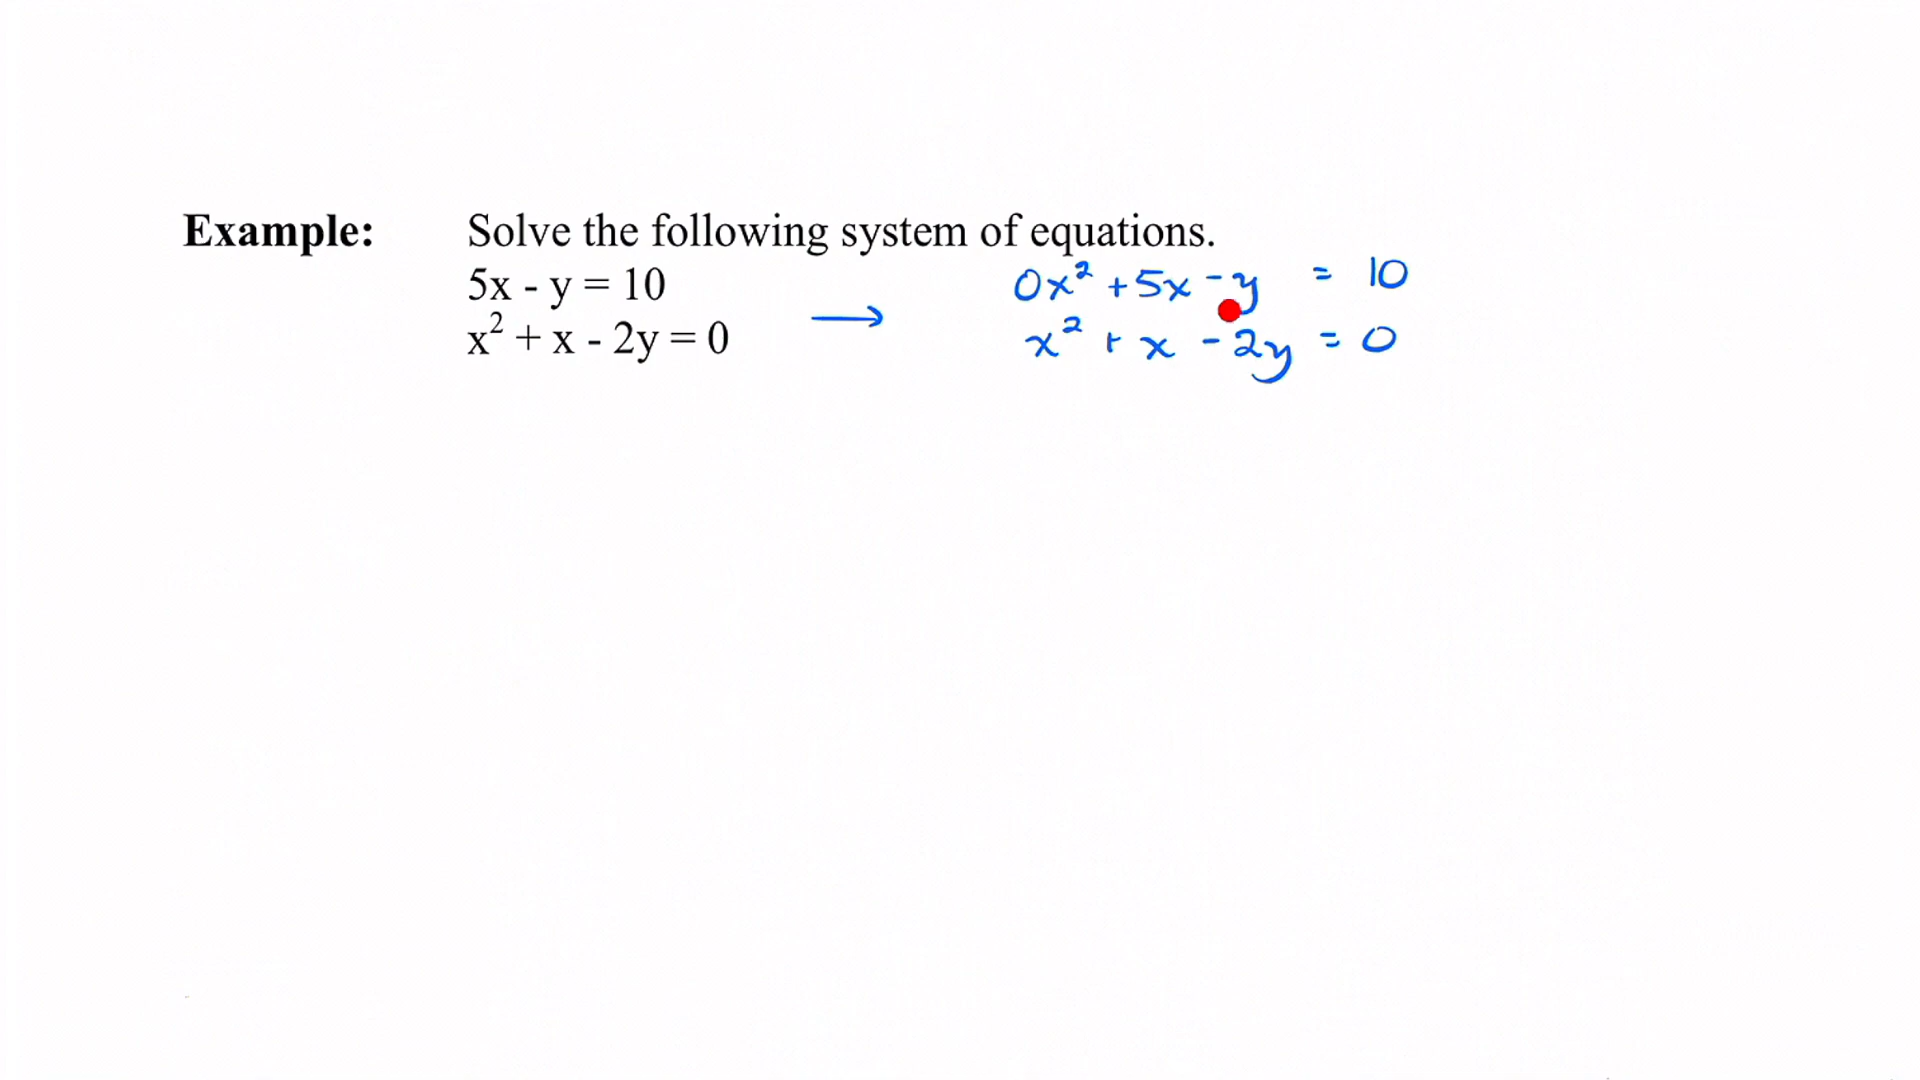 Example: Solve the following system of equations.
5x - y = 10
x² + x - 2y = 0
→
0x² + 5x - y = 10
x² + x - 2y = 0